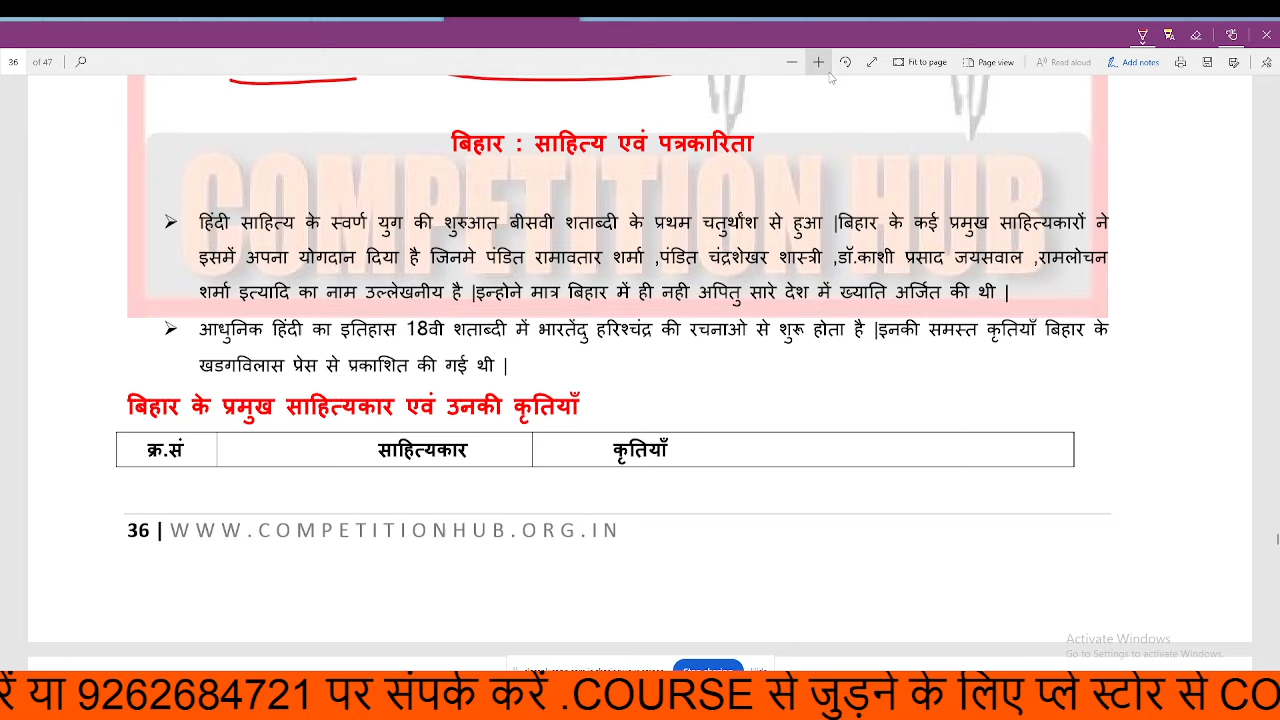 36 of 47 Fit to page Page view Read aloud Add notes
बिहार : साहित्य एवं पत्रकारिता
COMPETITION HUB
➢ हिंदी साहित्य के स्वर्ण युग की शुरुआत बीसवी शताब्दी के प्रथम चतुर्थांश से हुआ |बिहार के कई प्रमुख साहित्यकारों ने
इसमें अपना योगदान दिया है जिनमे पंडित रामावतार शर्मा ,पंडित चंद्रशेखर शास्त्री ,डॉ.काशी प्रसाद जयसवाल ,रामलोचन
शर्मा इत्यादि का नाम उल्लेखनीय है |इन्होने मात्र बिहार में ही नही अपितु सारे देश में ख्याति अर्जित की थी |
➢ आधुनिक हिंदी का इतिहास 18वी शताब्दी में भारतेंदु हरिश्चंद्र की रचनाओ से शुरू होता है |इनकी समस्त कृतियाँ बिहार के
खडगविलास प्रेस से प्रकाशित की गई थी |
बिहार के प्रमुख साहित्यकार एवं उनकी कृतियाँ
क्र.सं साहित्यकार कृतियाँ
36 | WWW.COMPETITIONHUB.ORG.IN
Activate Windows
Go to Settings to activate Windows.
रें या 9262684721 पर संपर्क करें .COURSE से जुड़ने के लिए प्ले स्टोर से CO